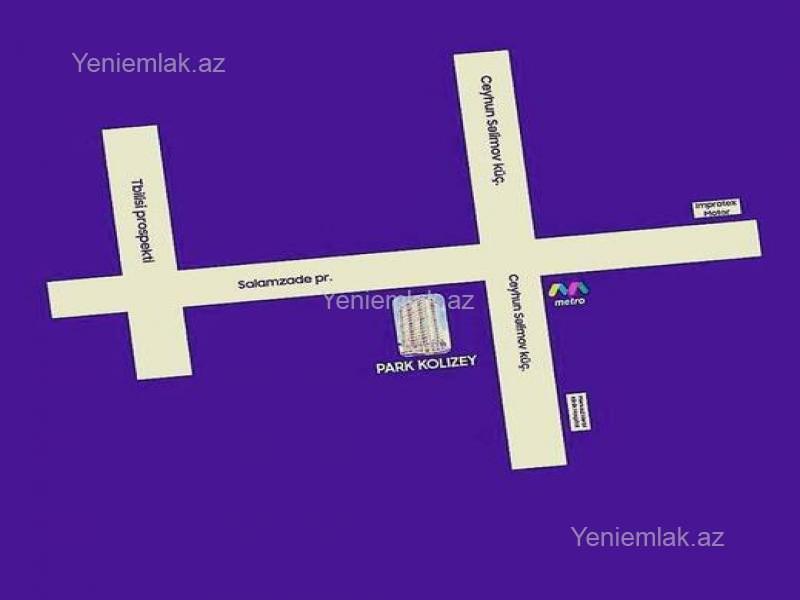 Yeniemlak.az
Ceyhun Səlimov küç.
Tbilisi prospekti
Improtex
Motor
Salamzade pr.
Ceyhun Səlimov küç.
metro
Yeniemlak.az
PARK KOLIZEY
Yeniemlak.az